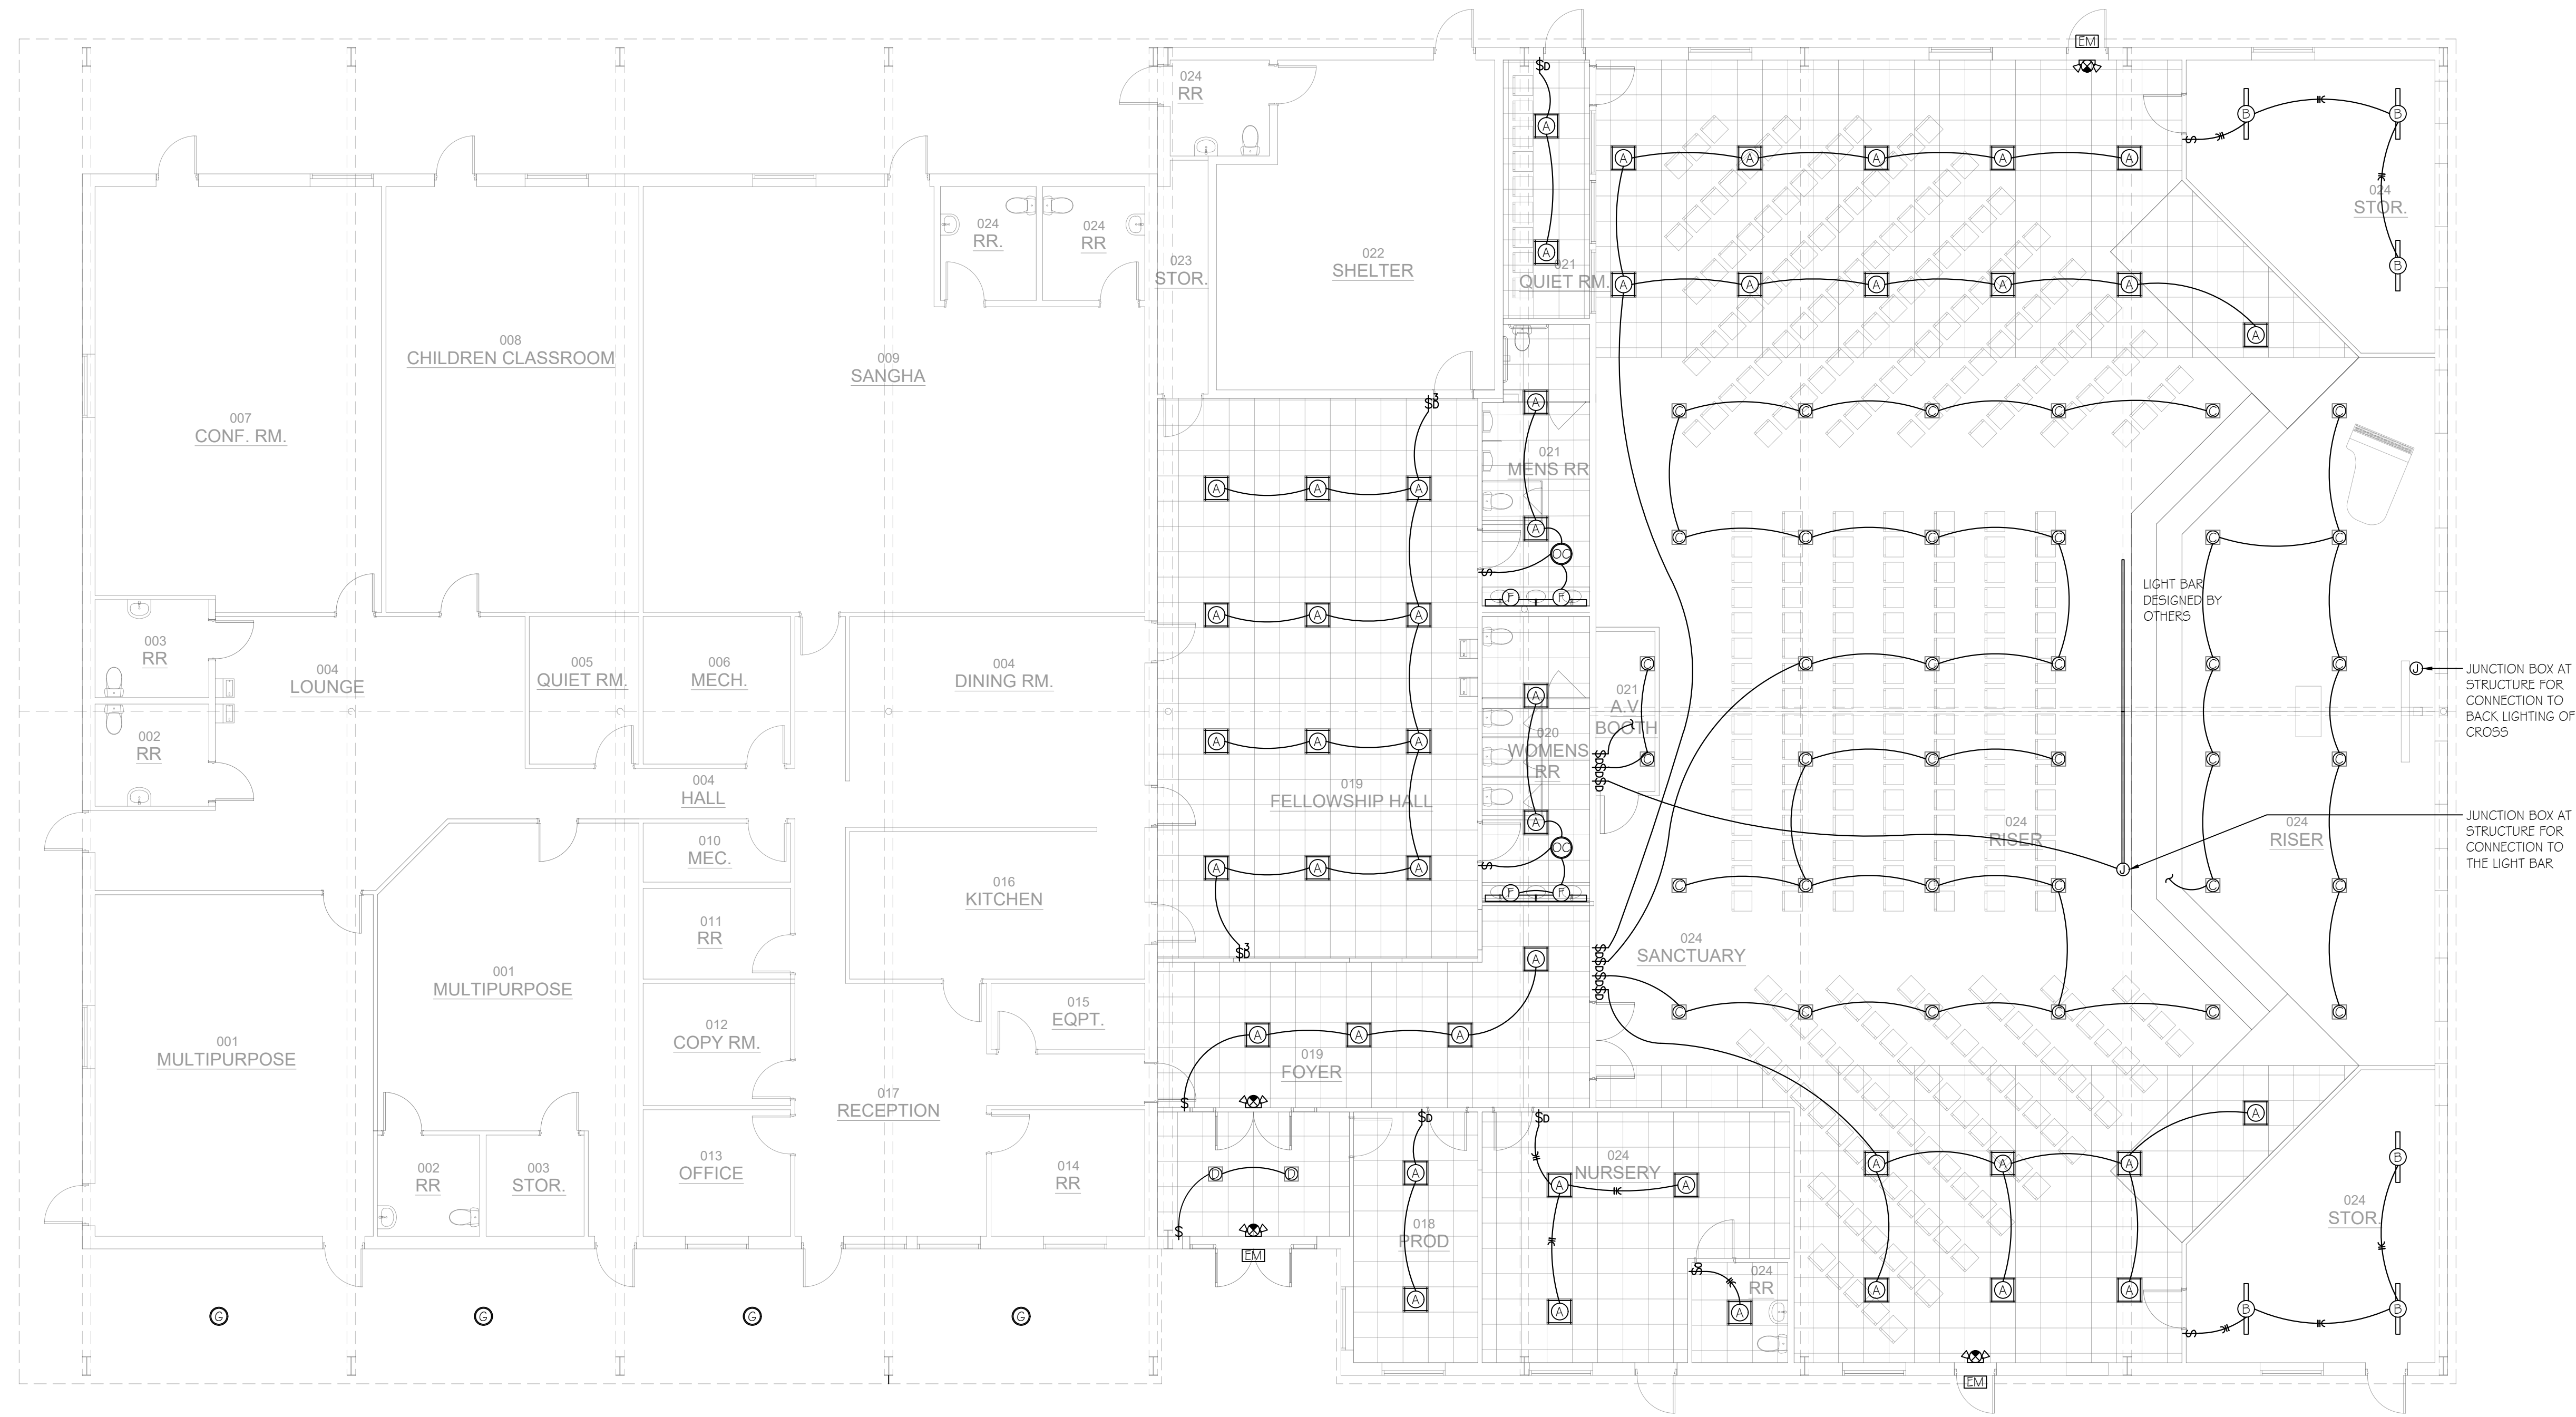 EM
024
RR
$D
A
B
B
A A A A A
024
STOR.
024
RR.
024
RR
023
STOR.
022
SHELTER
A
021
QUIET RM.
A A A A A
B
A
008
CHILDREN CLASSROOM
009
SANGHA
007
CONF. RM.
3
$D
A
C C C C C C
021
MENS RR
A A A
A
C C C C C C
OC
S
F F
LIGHT BAR
DESIGNED BY
OTHERS
A A A
003
RR
004
LOUNGE
005
QUIET RM.
006
MECH.
004
DINING RM.
A
C
C C C C C
J
JUNCTION BOX AT
STRUCTURE FOR
CONNECTION TO
BACK LIGHTING OF
CROSS
021
A.V
BOOTH
002
RR
020
WOMENS
RR
A A A
$D
$D
$D
C
C C C C C
004
HALL
019
FELLOWSHIP HALL
A
OC
024
RISER
024
RISER
JUNCTION BOX AT
STRUCTURE FOR
CONNECTION TO
THE LIGHT BAR
010
MEC.
A A A
S
J
016
KITCHEN
F F
C C C C C C
011
RR
3
$D
A
$D
$D
$D
$D
024
SANCTUARY
001
MULTIPURPOSE
015
EQPT.
012
COPY RM.
A A A
C C C C C C
001
MULTIPURPOSE
019
FOYER
017
RECEPTION
$
$D
$D
A
013
OFFICE
014
RR
002
RR
003
STOR.
D D
A
024
NURSERY
A A
A A A
B
024
STOR.
$
018
PROD
EM
024
RR
S
A
A
A
A A A
B
B
S
G G G G
EM